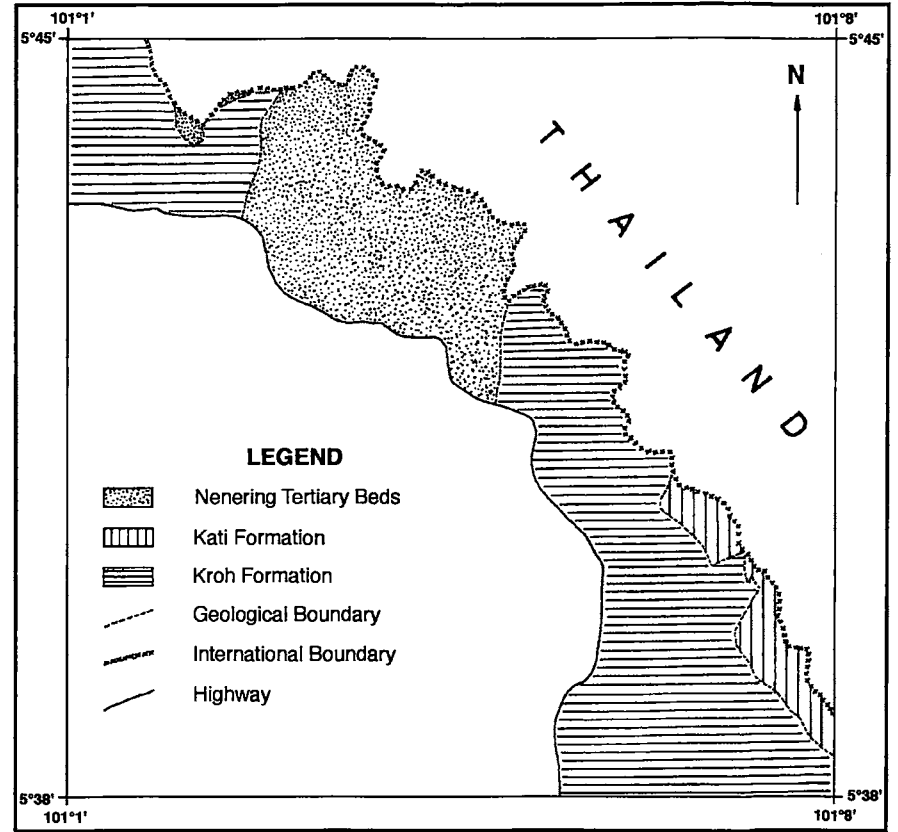 101°1' 101°8'
5°45' 5°45'
N
THAILAND
LEGEND
Nenering Tertiary Beds
Kati Formation
Kroh Formation
Geological Boundary
International Boundary
Highway
5°38' 5°38'
101°1' 101°8'